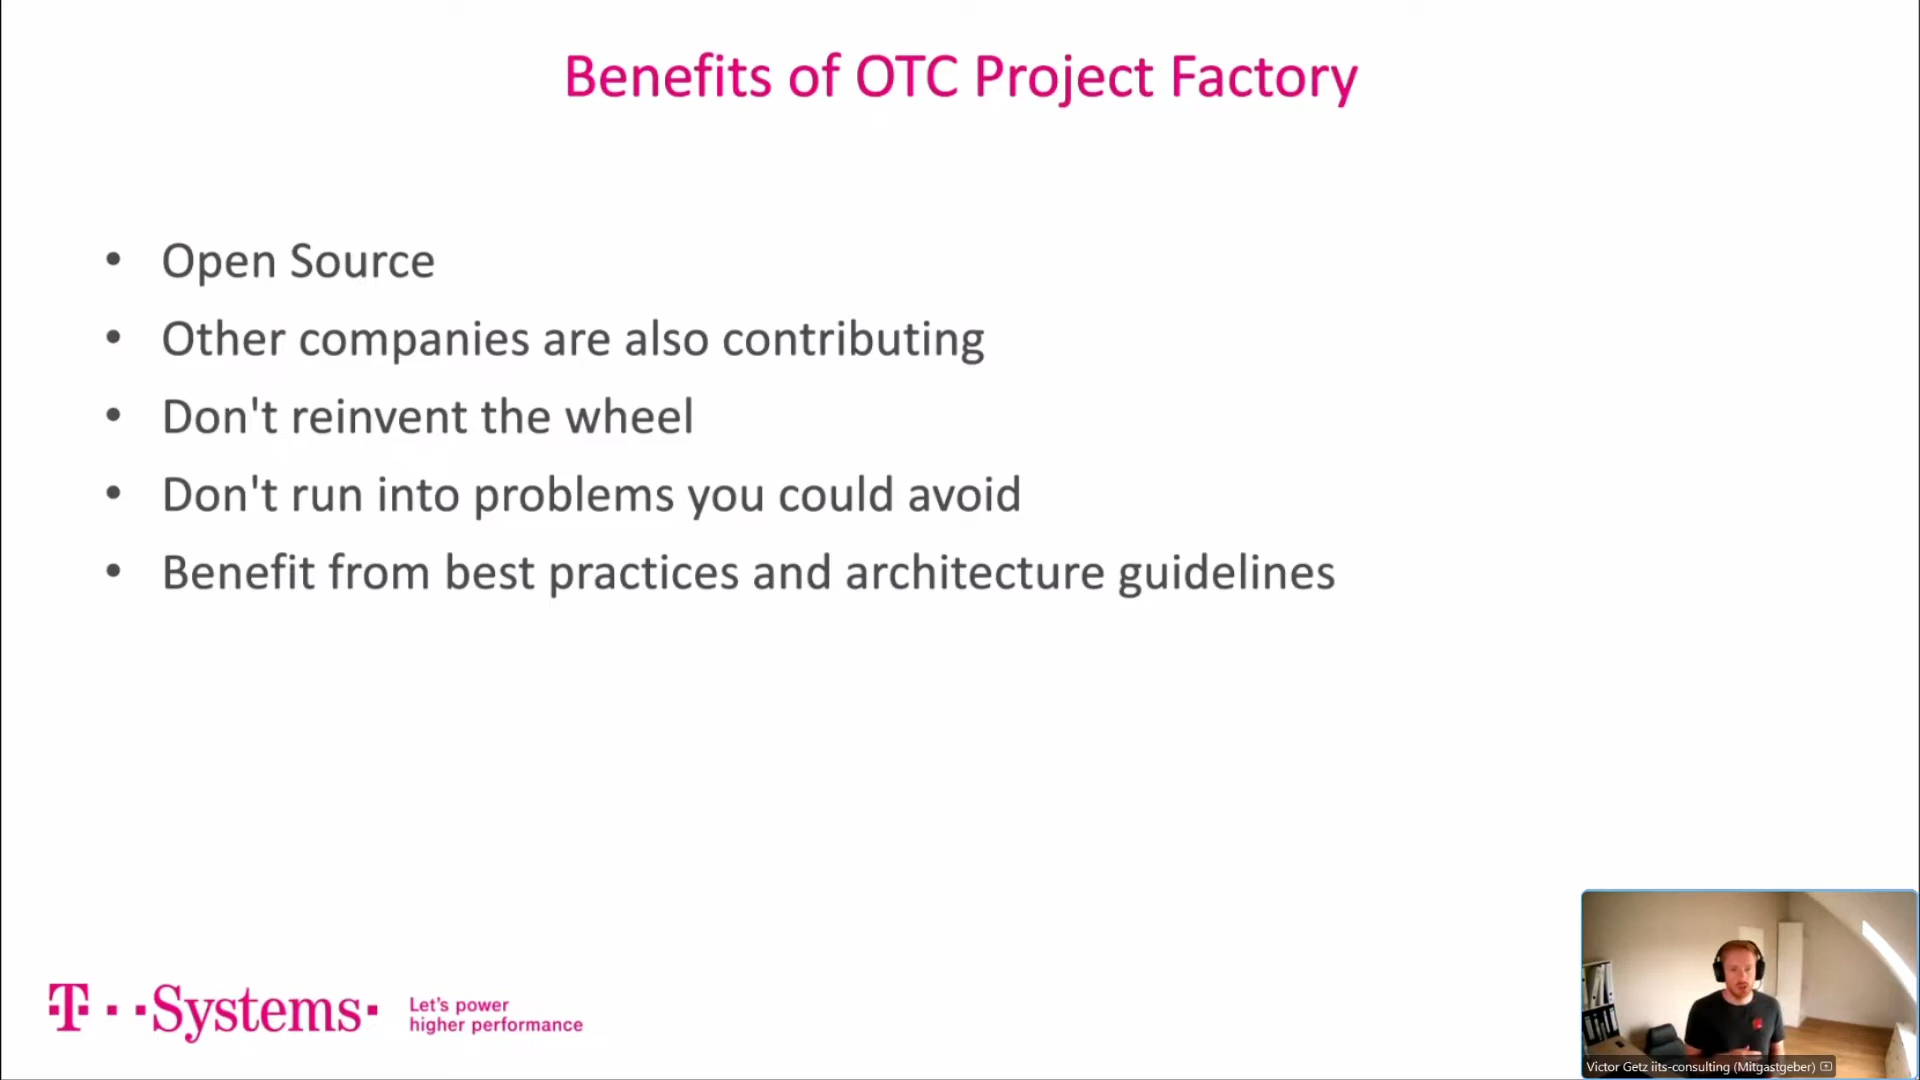 Benefits of OTC Project Factory
• Open Source
• Other companies are also contributing
• Don't reinvent the wheel
• Don't run into problems you could avoid
• Benefit from best practices and architecture guidelines
T · · Systems ·
Let's power
higher performance
Victor Getz iits-consulting (Mitgastgeber)